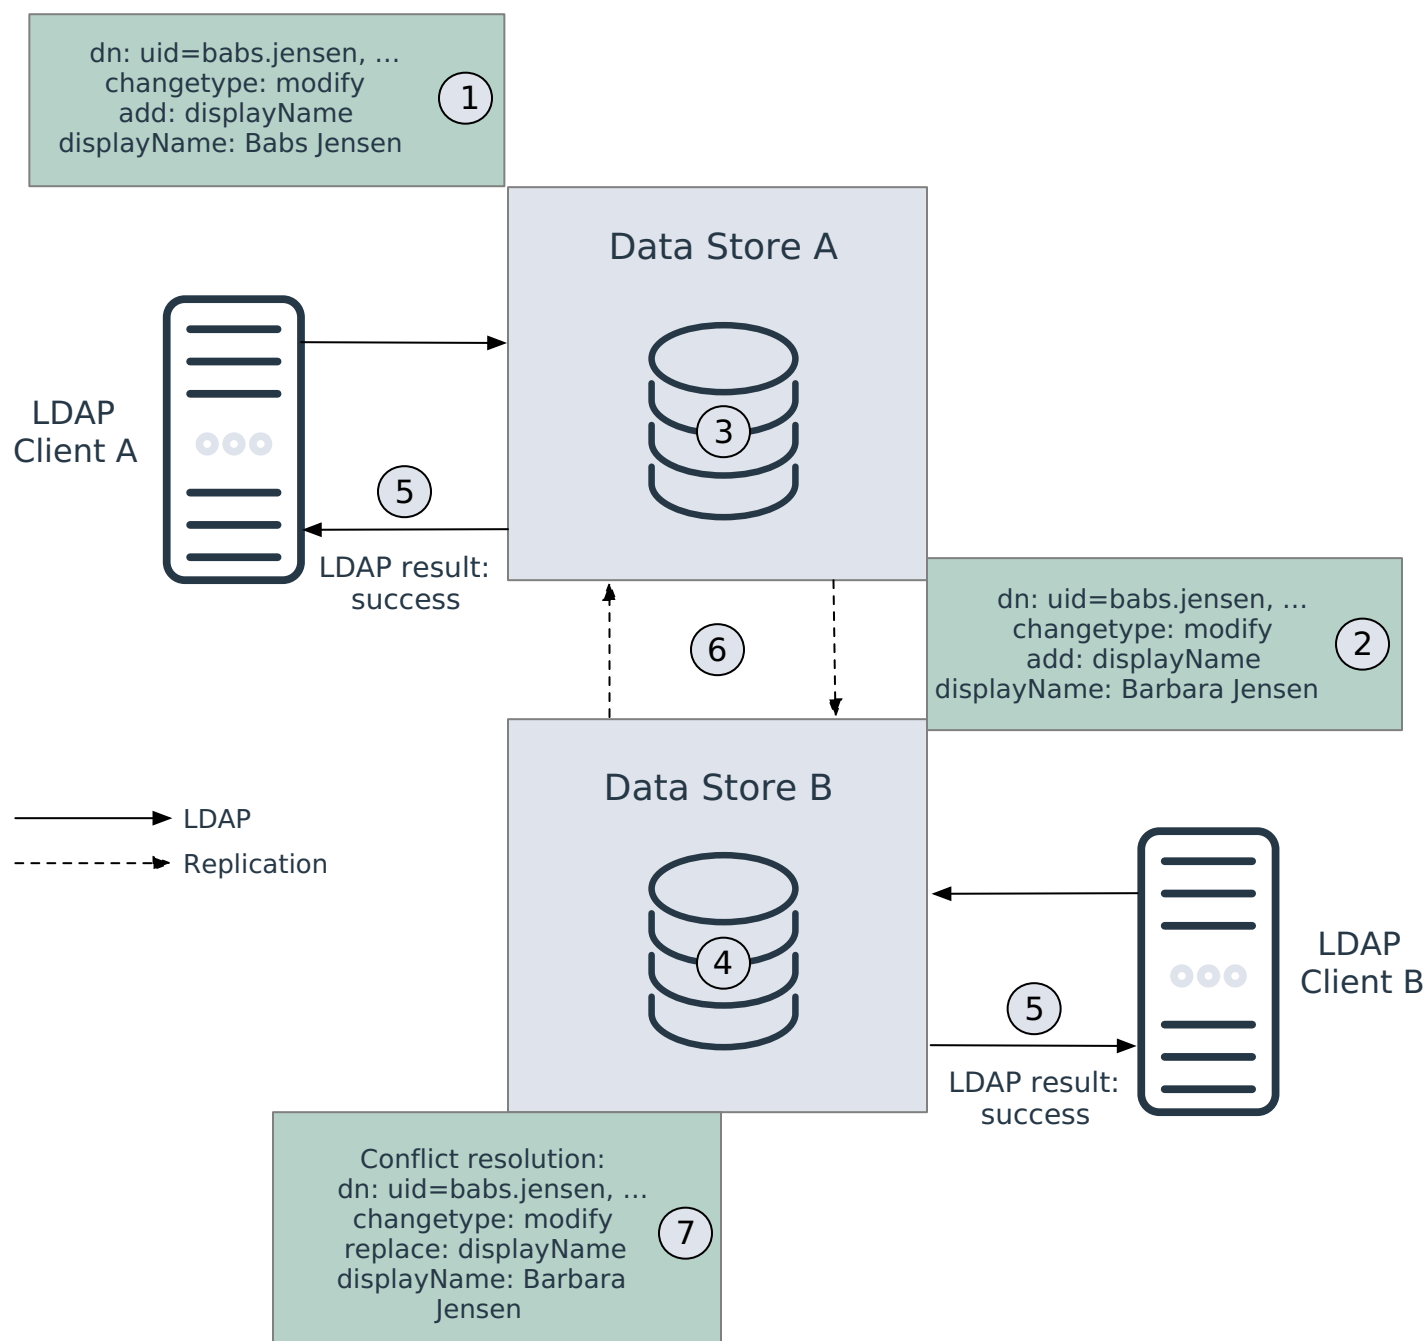 dn: uid=babs.jensen, …
changetype: modify
add: displayName
displayName: Babs Jensen
1
Data Store A
3
LDAP
Client A
5
LDAP result:
success
6
dn: uid=babs.jensen, …
changetype: modify
add: displayName
displayName: Barbara Jensen
2
Data Store B
LDAP
Replication
4
LDAP
Client B
5
LDAP result:
success
Conflict resolution:
dn: uid=babs.jensen, …
changetype: modify
replace: displayName
displayName: Barbara
Jensen
7